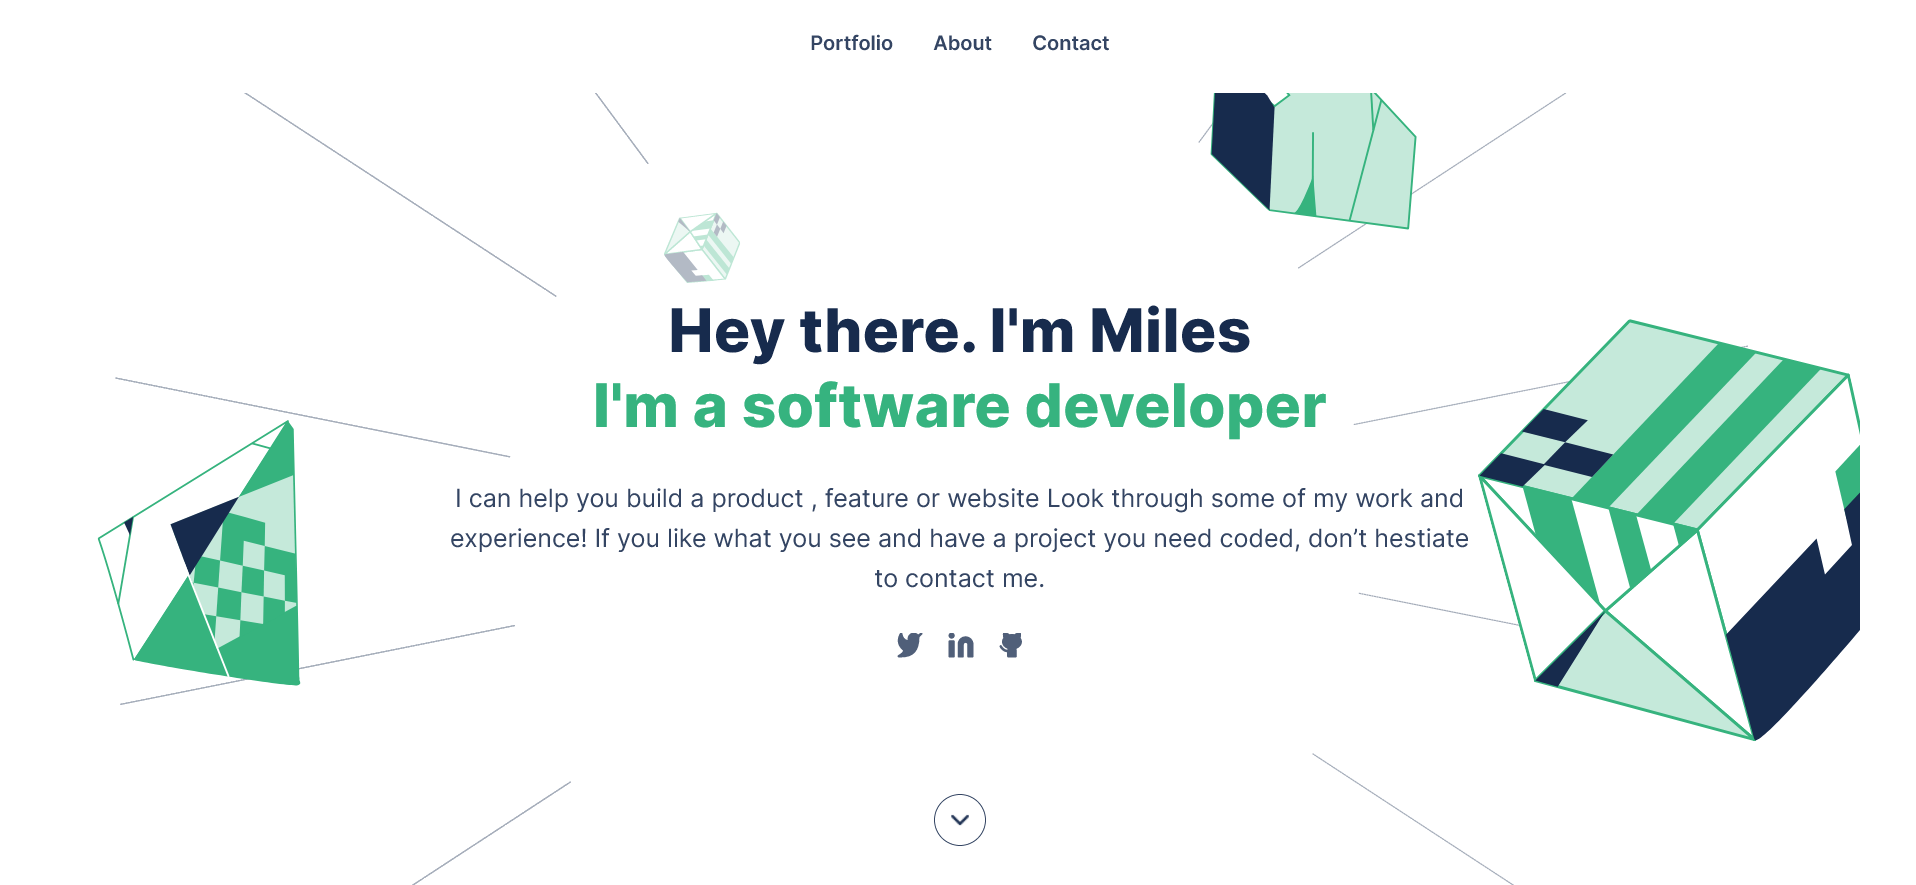 Portfolio About Contact
Hey there. I'm Miles
I'm a software developer
I can help you build a product , feature or website Look through some of my work and
experience! If you like what you see and have a project you need coded, don’t hestiate
to contact me.